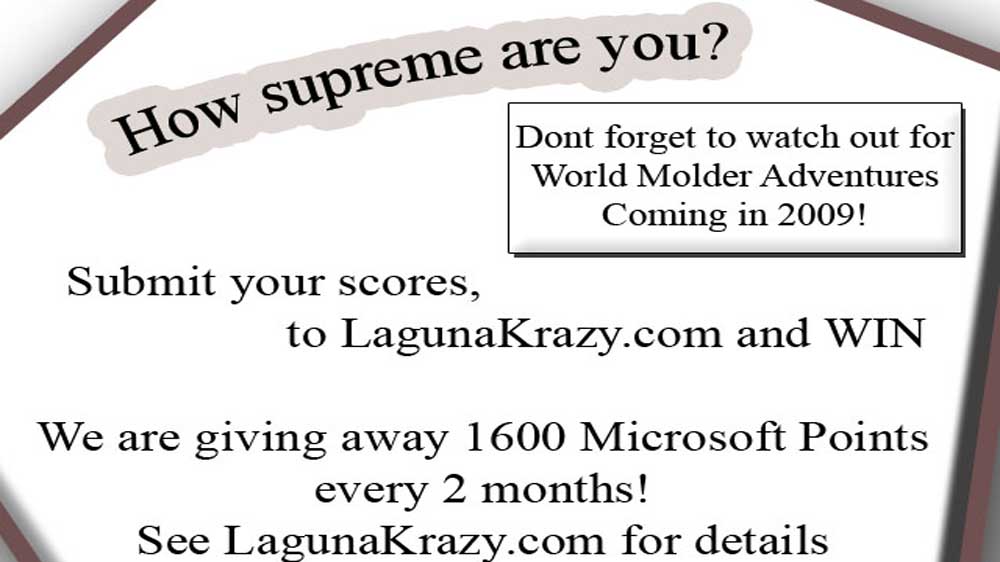 How supreme are you?
Dont forget to watch out for
World Molder Adventures
Coming in 2009!
Submit your scores,
to LagunaKrazy.com and WIN
We are giving away 1600 Microsoft Points
every 2 months!
See LagunaKrazy.com for details